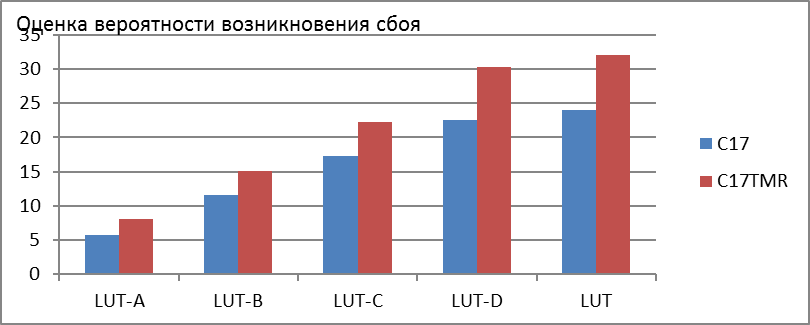 Оценка вероятности возникновения сбоя
35
30
25
20
15
10
5
0
LUT-A LUT-B LUT-C LUT-D LUT
C17
C17TMR